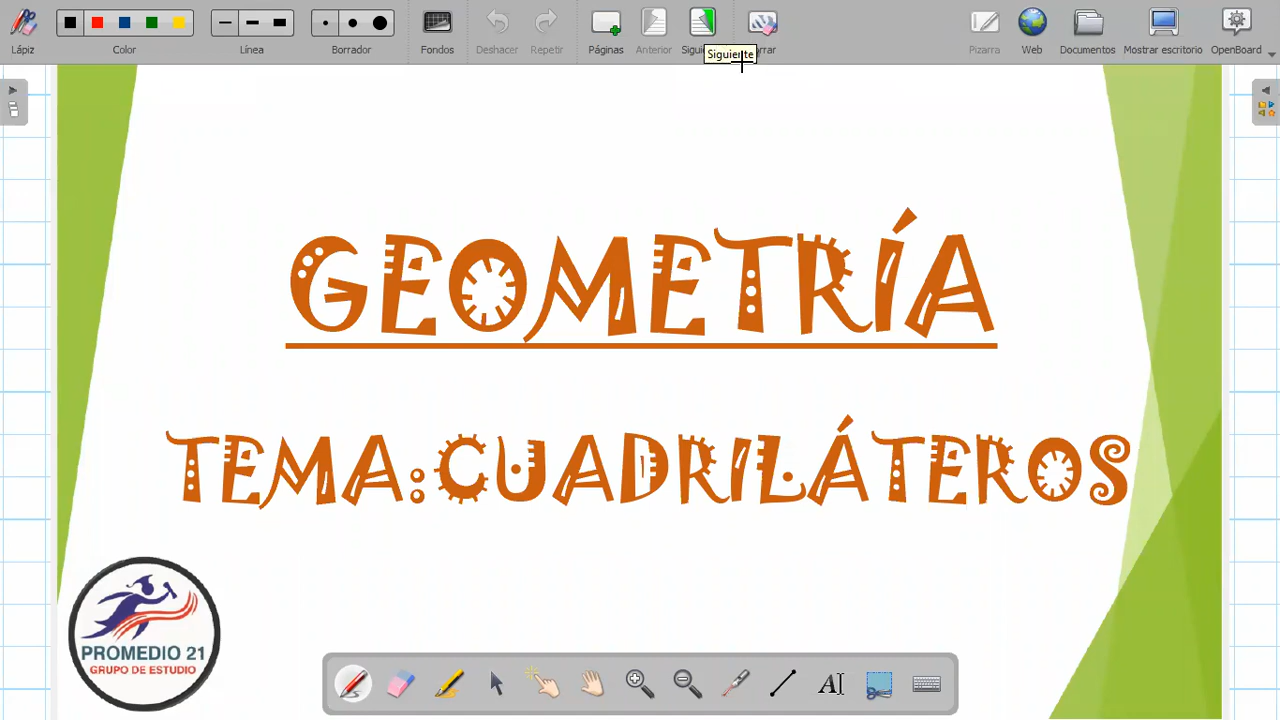 Lápiz Color Línea Borrador Fondos Deshacer Repetir Páginas Anterior Pizarra Web Documentos Mostrar escritorio OpenBoard
Siguiente
GEOMETRÍA
TEMA:CUADRILÁTEROS
PROMEDIO 21
GRUPO DE ESTUDIO